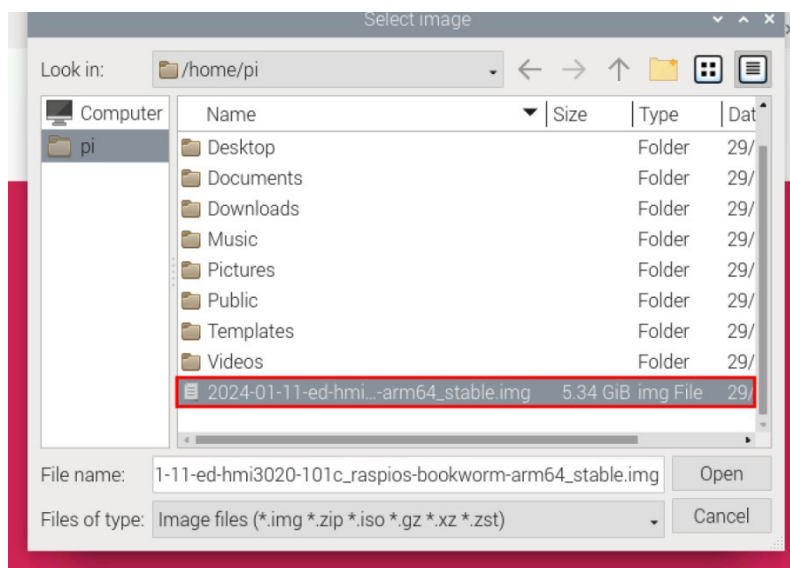 Select image
Look in: /home/pi
Computer
pi
Name Size Type Dat
Desktop Folder 29/
Documents Folder 29/
Downloads Folder 29/
Music Folder 29/
Pictures Folder 29/
Public Folder 29/
Templates Folder 29/
Videos Folder 29/
2024-01-11-ed-hmi...-arm64_stable.img 5.34 GiB img File 29/
File name: 1-11-ed-hmi3020-101c_raspios-bookworm-arm64_stable.img Open
Files of type: Image files (*.img *.zip *.iso *.gz *.xz *.zst) Cancel